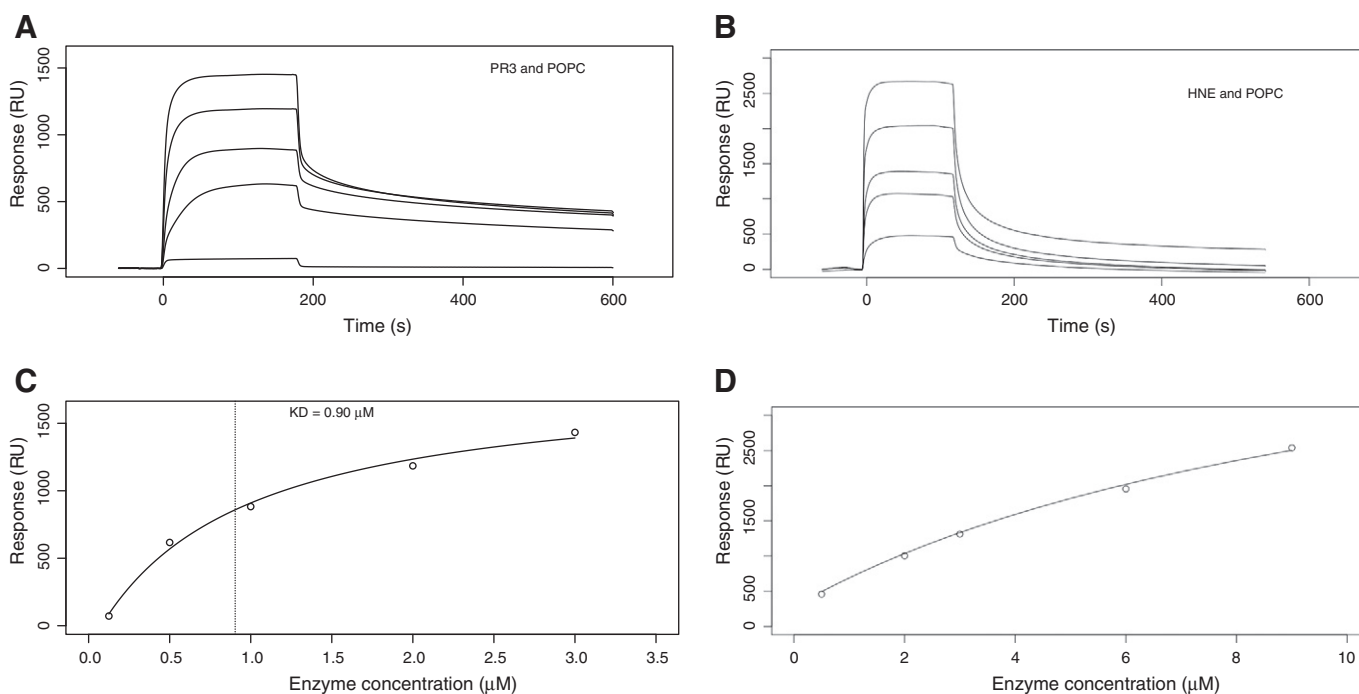 A
Response (RU)
0 500 1000 1500
PR3 and POPC
0 200 400 600
Time (s)
B
Response (RU)
0 500 1500 2500
HNE and POPC
0 200 400 600
Time (s)
C
Response (RU)
0 500 1000 1500
KD = 0.90 μM
0.0 0.5 1.0 1.5 2.0 2.5 3.0 3.5
Enzyme concentration (μM)
D
Response (RU)
0 500 1500 2500
0 2 4 6 8 10
Enzyme concentration (μM)